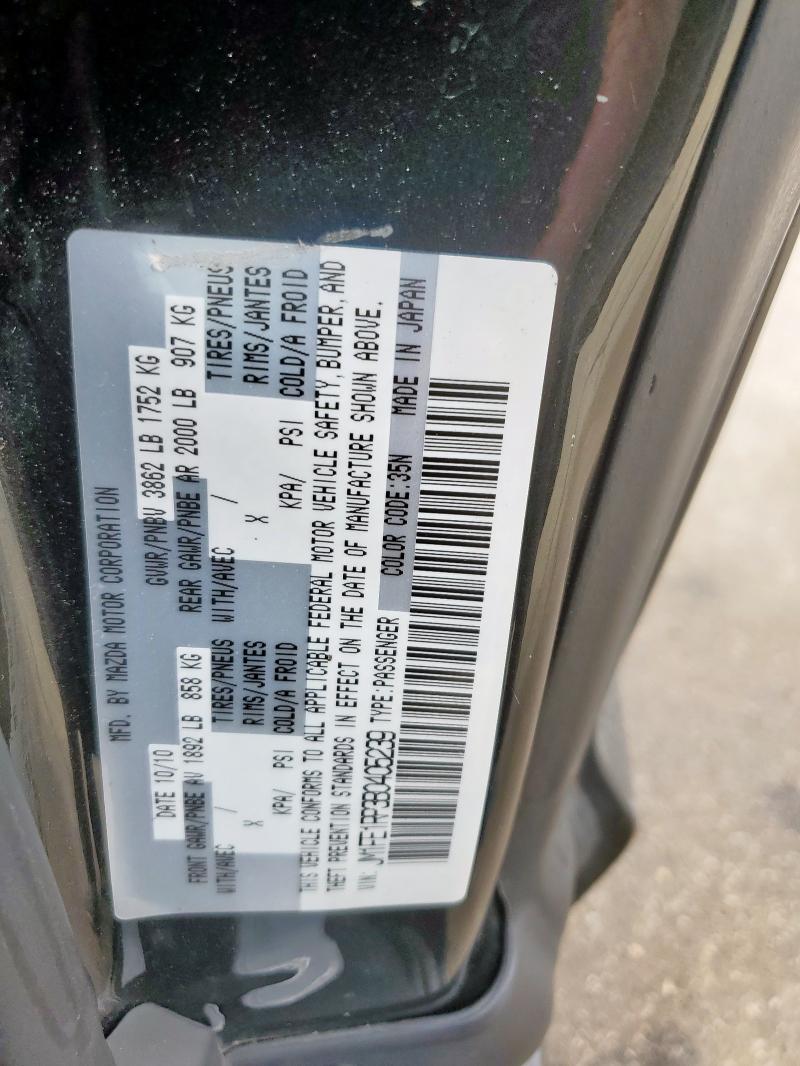 MFD. BY MAZDA MOTOR CORPORATION
DATE 10/10 GVWR/PNBV 3862 LB 1752 KG
FRONT GAWR/PNBE AV 1892 LB 858 KG REAR GAWR/PNBE AR 2000 LB 907 KG
WITH/AVEC / TIRES/PNEUS WITH/AVEC / TIRES/PNEUS
X RIMS/JANTES X RIMS/JANTES
KPA/ PSI COLD/A FROID KPA/ PSI COLD/A FROID
THIS VEHICLE CONFORMS TO ALL APPLICABLE FEDERAL MOTOR VEHICLE SAFETY, BUMPER, AND
THEFT PREVENTION STANDARDS IN EFFECT ON THE DATE OF MANUFACTURE SHOWN ABOVE.
VIN: JM1FE1RP3B0405239 TYPE:PASSENGER COLOR CODE:35N MADE IN JAPAN